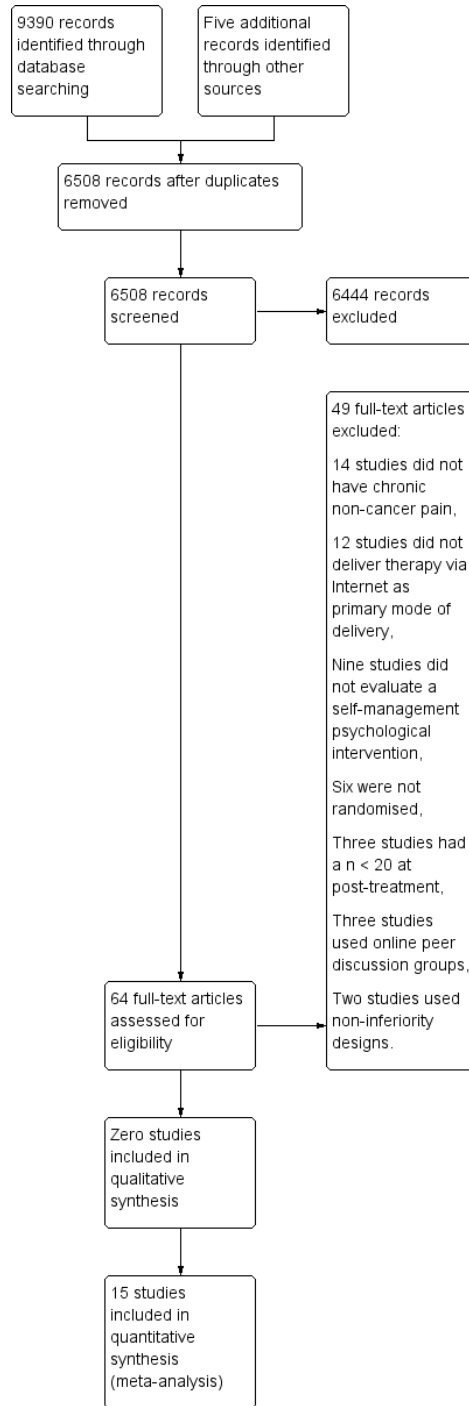 9390 records
identified through
database
searching
Five additional
records identified
through other
sources
6508 records after duplicates
removed
6508 records
screened
6444 records
excluded
49 full-text articles
excluded:
14 studies did not
have chronic
non-cancer pain,
12 studies did not
deliver therapy via
Internet as
primary mode of
delivery,
Nine studies did
not evaluate a
self-management
psychological
intervention,
Six were not
randomised,
Three studies had
a n < 20 at
post-treatment,
Three studies
used online peer
discussion groups,
Two studies used
non-inferiority
designs.
64 full-text articles
assessed for
eligibility
Zero studies
included in
qualitative
synthesis
15 studies
included in
quantitative
synthesis
(meta-analysis)